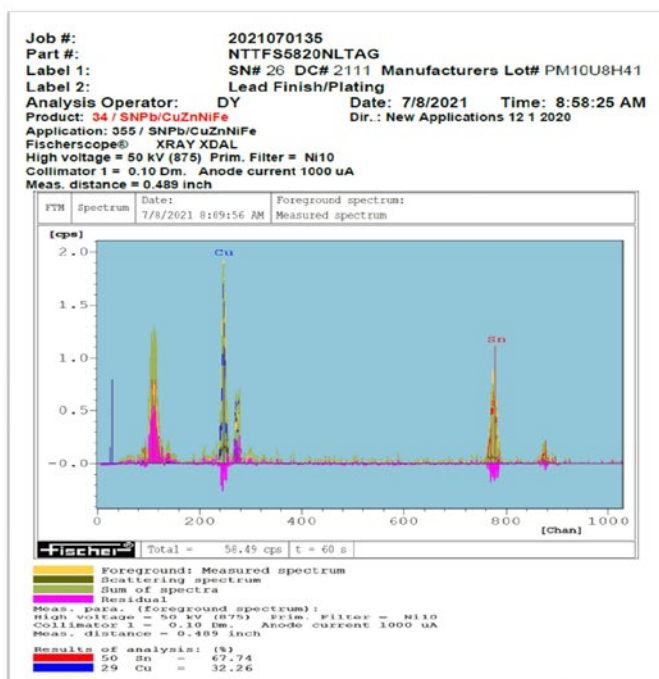 Job #: 2021070135
Part #: NTTFS5820NLTAG
Label 1: SN# 26 DC# 2111 Manufacturers Lot# PM10U8H41
Label 2: Lead Finish/Plating
Analysis Operator: DY Date: 7/8/2021 Time: 8:58:25 AM
Product: 34 / SNPb/CuZnNiFe Dir.: New Applications 12 1 2020
Application: 355 / SNPb/CuZnNiFe
Fischerscope® XRAY XDAL
High voltage = 50 kV (875) Prim. Filter = Ni10
Collimator 1 = 0.10 Dm. Anode current 1000 uA
Meas. distance = 0.489 inch
FTM Spectrum Date: Foreground spectrum:
7/8/2021 8:09:56 AM Measured spectrum
[cps]
2.0
Cu
1.5
1.0
Sn
0.5
-0.0
0 200 400 600 800 1000
[Chan]
Fischer® Total = 58.49 cps t = 60 s
Foreground: Measured spectrum
Scattering spectrum
Sum of spectra
Residual
Meas. para. (foreground spectrum):
High voltage = 50 kV (875) Prim. Filter = Ni10
Collimator 1 = 0.10 Dm. Anode current 1000 uA
Meas. distance = 0.489 inch
Results of analysis: (%)
50 Sn = 67.74
29 Cu = 32.26